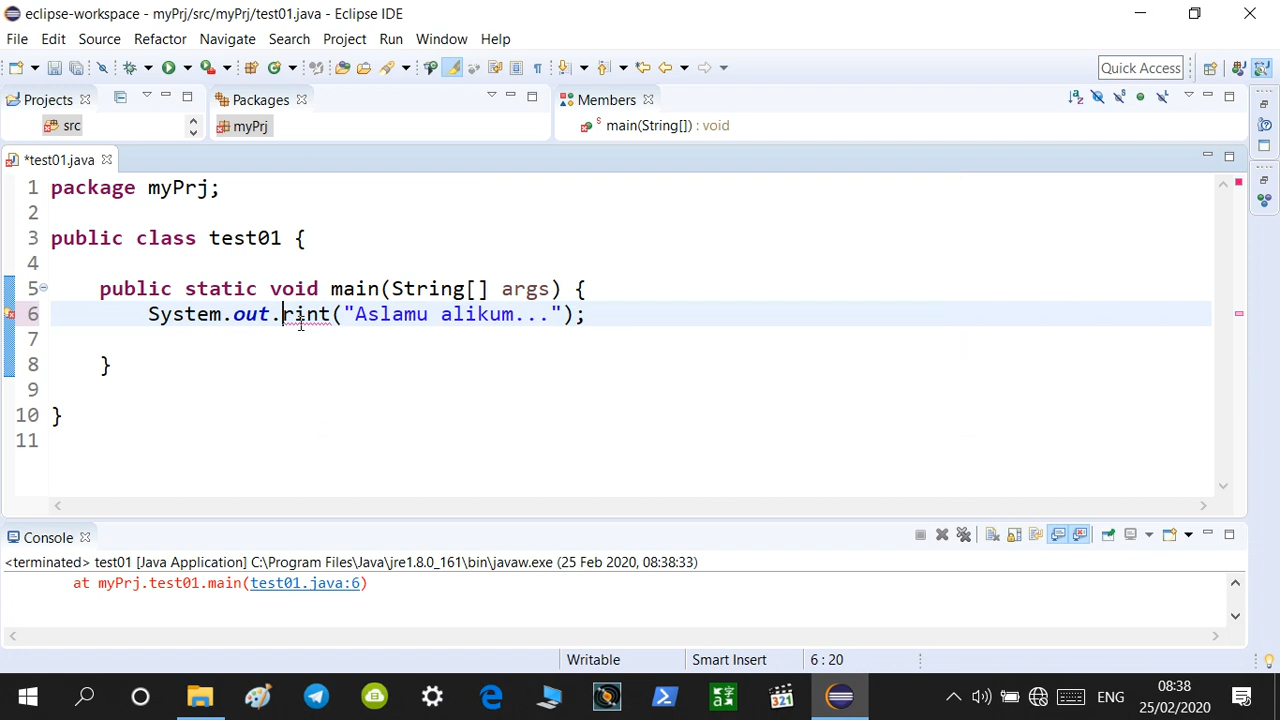 eclipse-workspace - myPrj/src/myPrj/test01.java - Eclipse IDE
File Edit Source Refactor Navigate Search Project Run Window Help
Quick Access
Projects Packages Members
src myPrj main(String[]) : void
*test01.java
1 package myPrj;
2
3 public class test01 {
4
5 public static void main(String[] args) {
6 System.out.rint("Aslamu alikum...");
7
8 }
9
10 }
11
Console
<terminated> test01 [Java Application] C:\Program Files\Java\jre1.8.0_161\bin\javaw.exe (25 Feb 2020, 08:38:33)
at myPrj.test01.main(test01.java:6)
Writable Smart Insert 6 : 20
321 ENG 08:38
25/02/2020